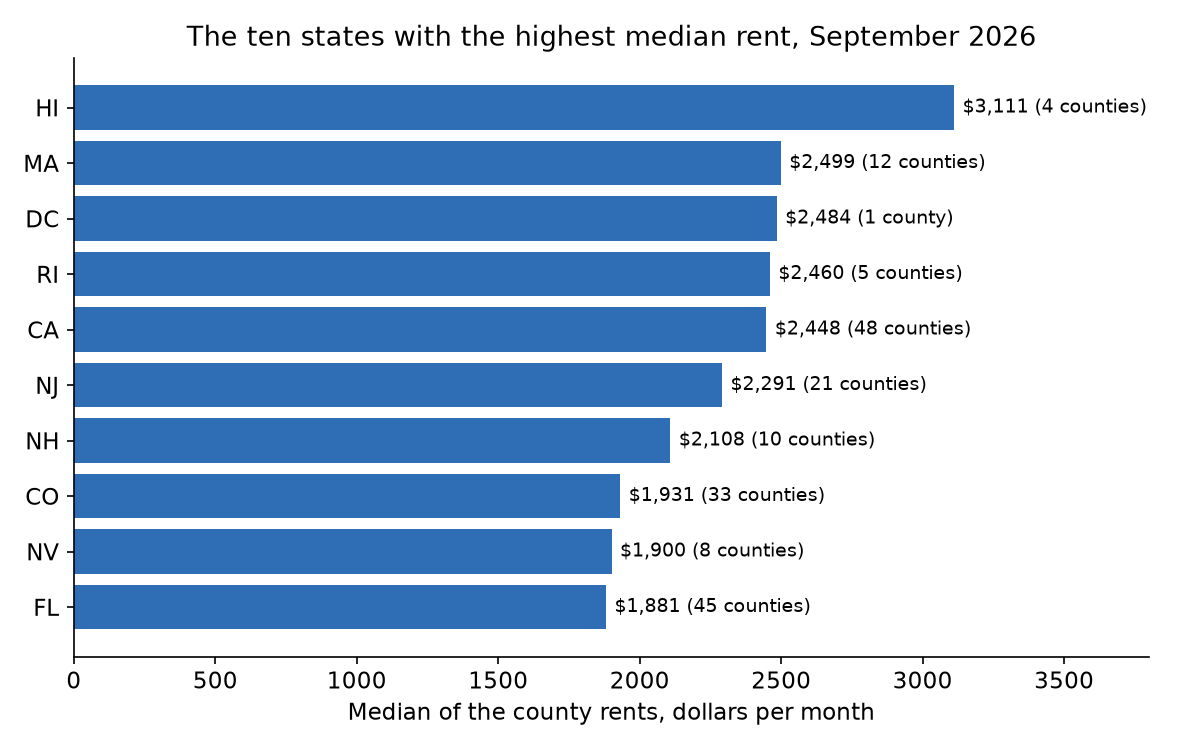 The ten states with the highest median rent, September 2026
HI $3,111 (4 counties)
MA $2,499 (12 counties)
DC $2,484 (1 county)
RI $2,460 (5 counties)
CA $2,448 (48 counties)
NJ $2,291 (21 counties)
NH $2,108 (10 counties)
CO $1,931 (33 counties)
NV $1,900 (8 counties)
FL $1,881 (45 counties)
0 500 1000 1500 2000 2500 3000 3500
Median of the county rents, dollars per month